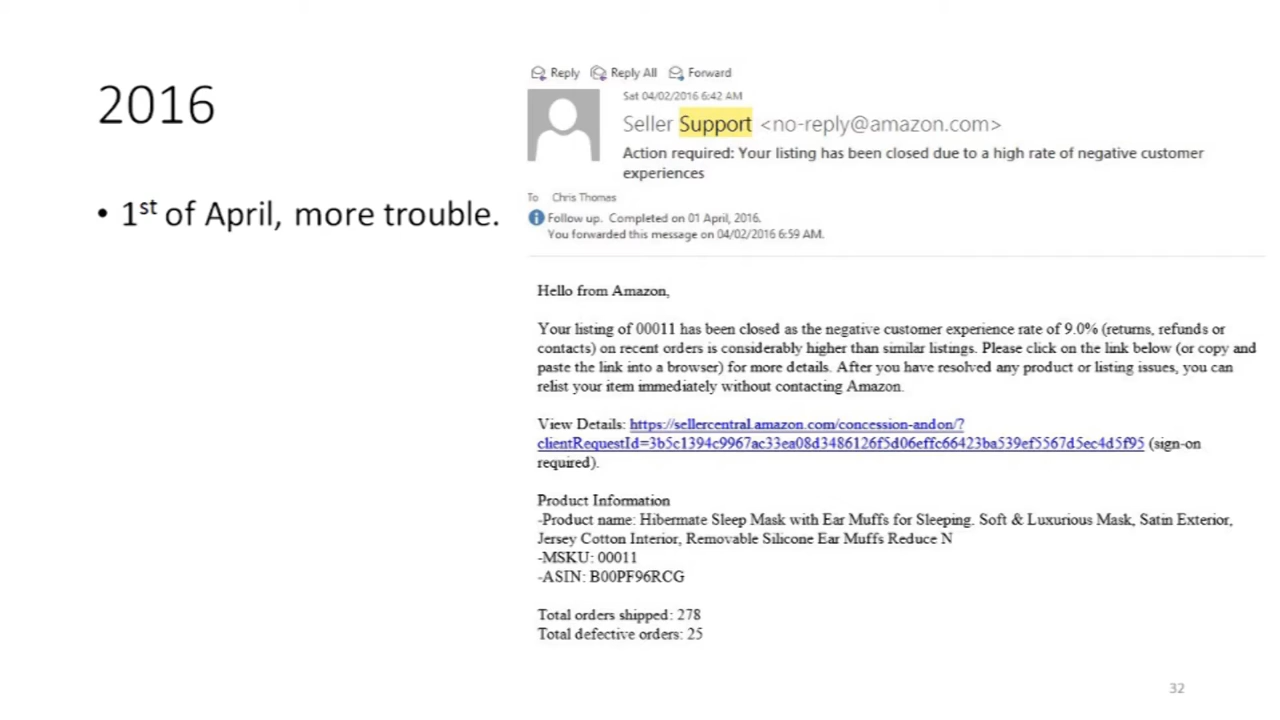 2016
• 1st of April, more trouble.
Reply Reply All Forward
Sat 04/02/2016 6:42 AM
Seller Support <no-reply@amazon.com>
Action required: Your listing has been closed due to a high rate of negative customer
experiences
To Chris Thomas
Follow up. Completed on 01 April, 2016.
You forwarded this message on 04/02/2016 6:59 AM.
Hello from Amazon,
Your listing of 00011 has been closed as the negative customer experience rate of 9.0% (returns, refunds or
contacts) on recent orders is considerably higher than similar listings. Please click on the link below (or copy and
paste the link into a browser) for more details. After you have resolved any product or listing issues, you can
relist your item immediately without contacting Amazon.
View Details: https://sellercentral.amazon.com/concession-andon/?
clientRequestId=3b5c1394c9967ac33ea08d3486126f5d06effc66423ba539ef5567d5ec4d5f95 (sign-on
required).
Product Information
-Product name: Hibermate Sleep Mask with Ear Muffs for Sleeping. Soft & Luxurious Mask, Satin Exterior,
Jersey Cotton Interior, Removable Silicone Ear Muffs Reduce N
-MSKU: 00011
-ASIN: B00PF96RCG
Total orders shipped: 278
Total defective orders: 25
32